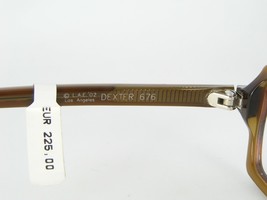 © L.A.E. '02 DEXTER 676
Los Angeles
EUR 225,00